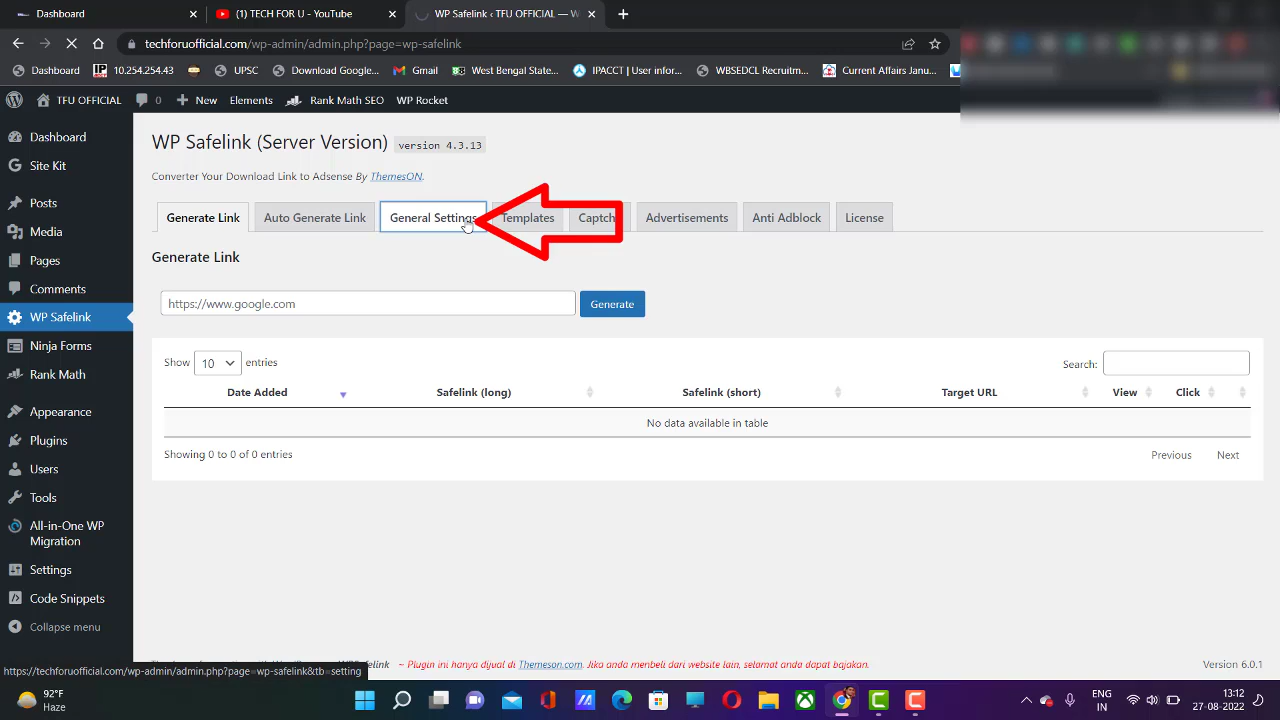 Dashboard
(1) TECH FOR U - YouTube
WP Safelink ‹ TFU OFFICIAL — W
techforuofficial.com/wp-admin/admin.php?page=wp-safelink
Dashboard
10.254.254.43
UPSC
Download Google...
Gmail
West Bengal State...
IPACCT | User infor...
WBSEDCL Recruitm...
Current Affairs Janu...
TFU OFFICIAL
0
New
Elements
Rank Math SEO
WP Rocket
Dashboard
Site Kit
Posts
Media
Pages
Comments
WP Safelink
Ninja Forms
Rank Math
Appearance
Plugins
Users
Tools
All-in-One WP
Migration
Settings
Code Snippets
Collapse menu
WP Safelink (Server Version) version 4.3.13
Converter Your Download Link to Adsense By ThemesON.
Generate Link
Auto Generate Link
General Settings
Templates
Captch
Advertisements
Anti Adblock
License
Generate Link
https://www.google.com
Generate
Show 10 entries
Search:
Date Added
Safelink (long)
Safelink (short)
Target URL
View
Click
No data available in table
Showing 0 to 0 of 0 entries
Previous
Next
~ Plugin ini hanya dijual di Themeson.com. Jika anda menbeli dari website lain, selamat anda dapat bajakan.
Version 6.0.1
https://techforuofficial.com/wp-admin/admin.php?page=wp-safelink&tb=setting
92°F
Haze
ENG
IN
13:12
27-08-2022